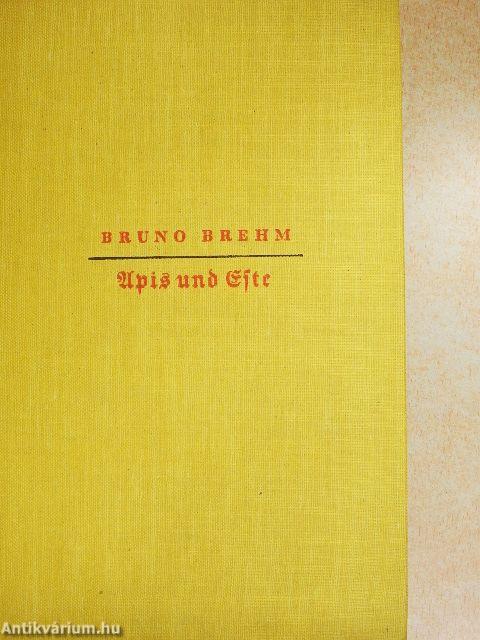 BRUNO BREHM
Apis und Este
Antikvárium.hu